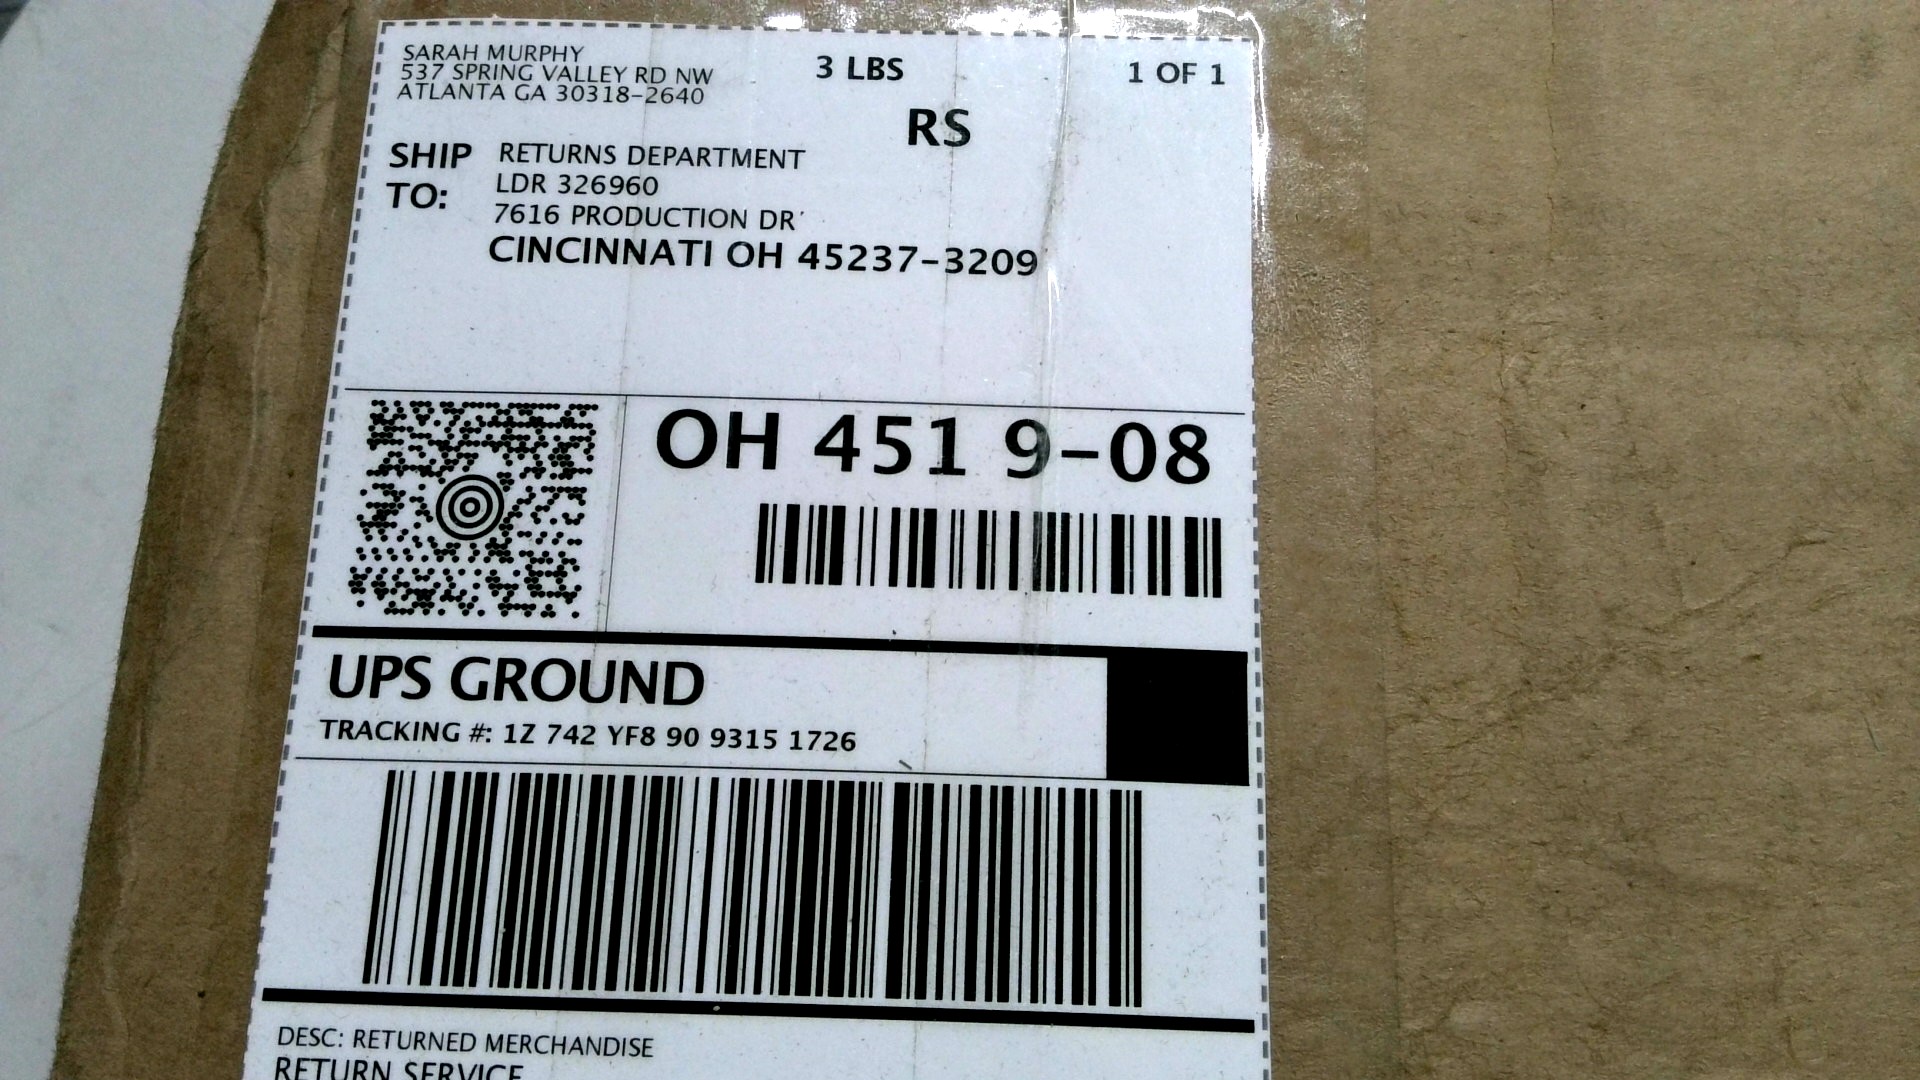 SARAH MURPHY
537 SPRING VALLEY RD NW
ATLANTA GA 30318-2640
3 LBS
1 OF 1
RS
SHIP TO:
RETURNS DEPARTMENT
LDR 326960
7616 PRODUCTION DR
CINCINNATI OH 45237-3209
OH 451 9-08
UPS GROUND
TRACKING #: 1Z 742 YF8 90 9315 1726
DESC: RETURNED MERCHANDISE
RETURN SERVICE